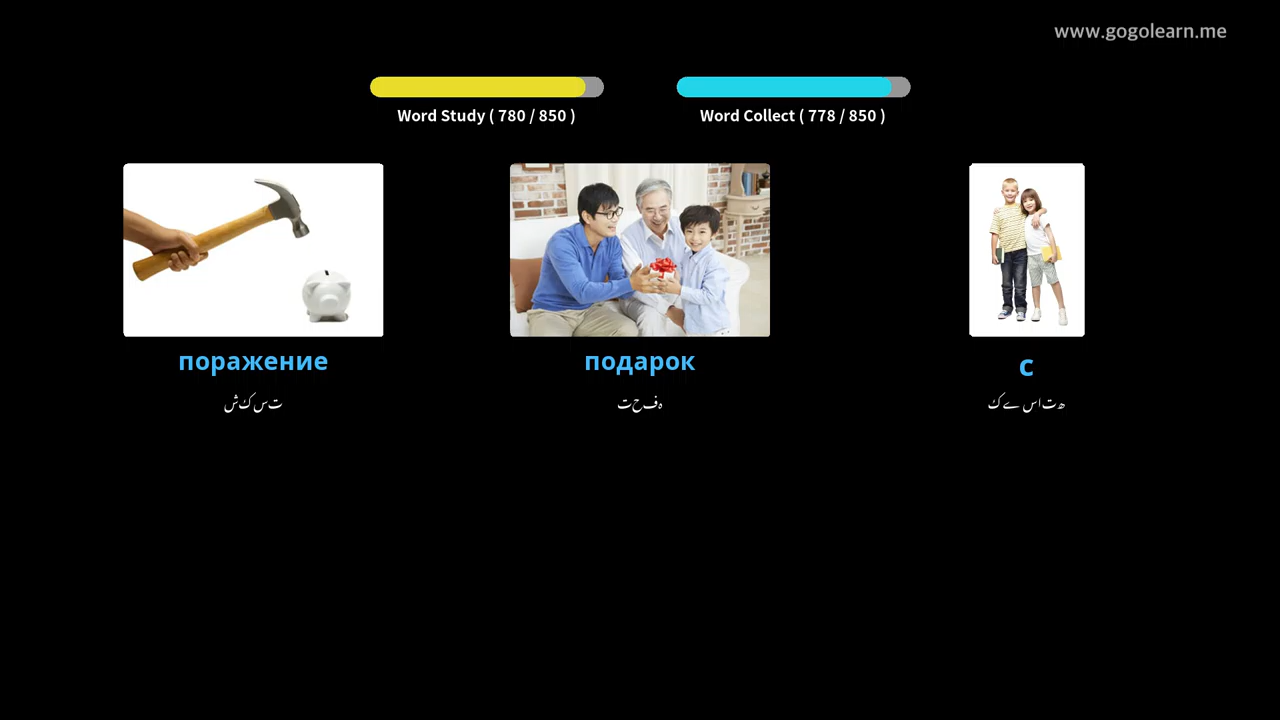 www.gogolearn.me
Word Study ( 780 / 850 )
Word Collect ( 778 / 850 )
поражение
подарок
с
شکست
تحفہ
کے ساتھ